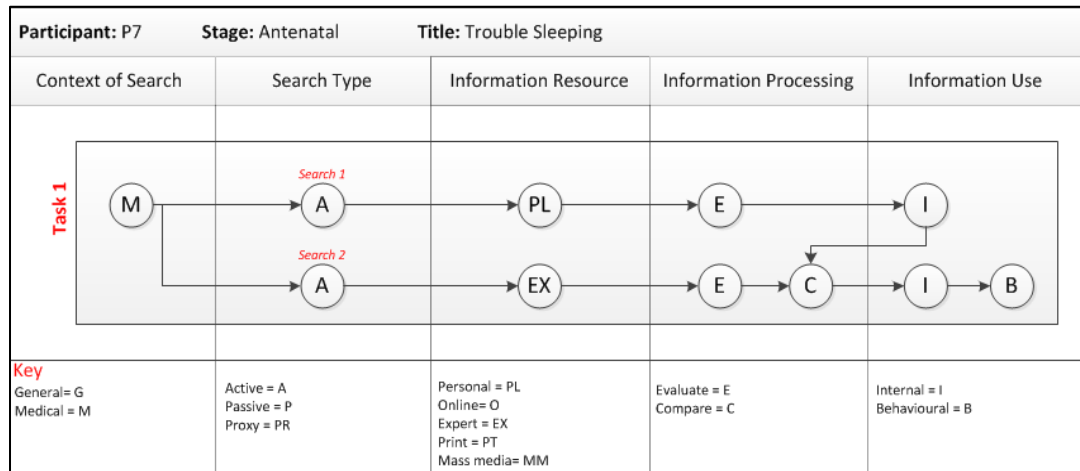 Participant: P7 Stage: Antenatal Title: Trouble Sleeping
Context of Search Search Type Information Resource Information Processing Information Use
Task 1
Search 1
M A PL E I
Search 2
A EX E C I B
Key
General= G
Medical = M
Active = A
Passive = P
Proxy = PR
Personal = PL
Online= O
Expert = EX
Print = PT
Mass media= MM
Evaluate = E
Compare = C
Internal = I
Behavioural = B